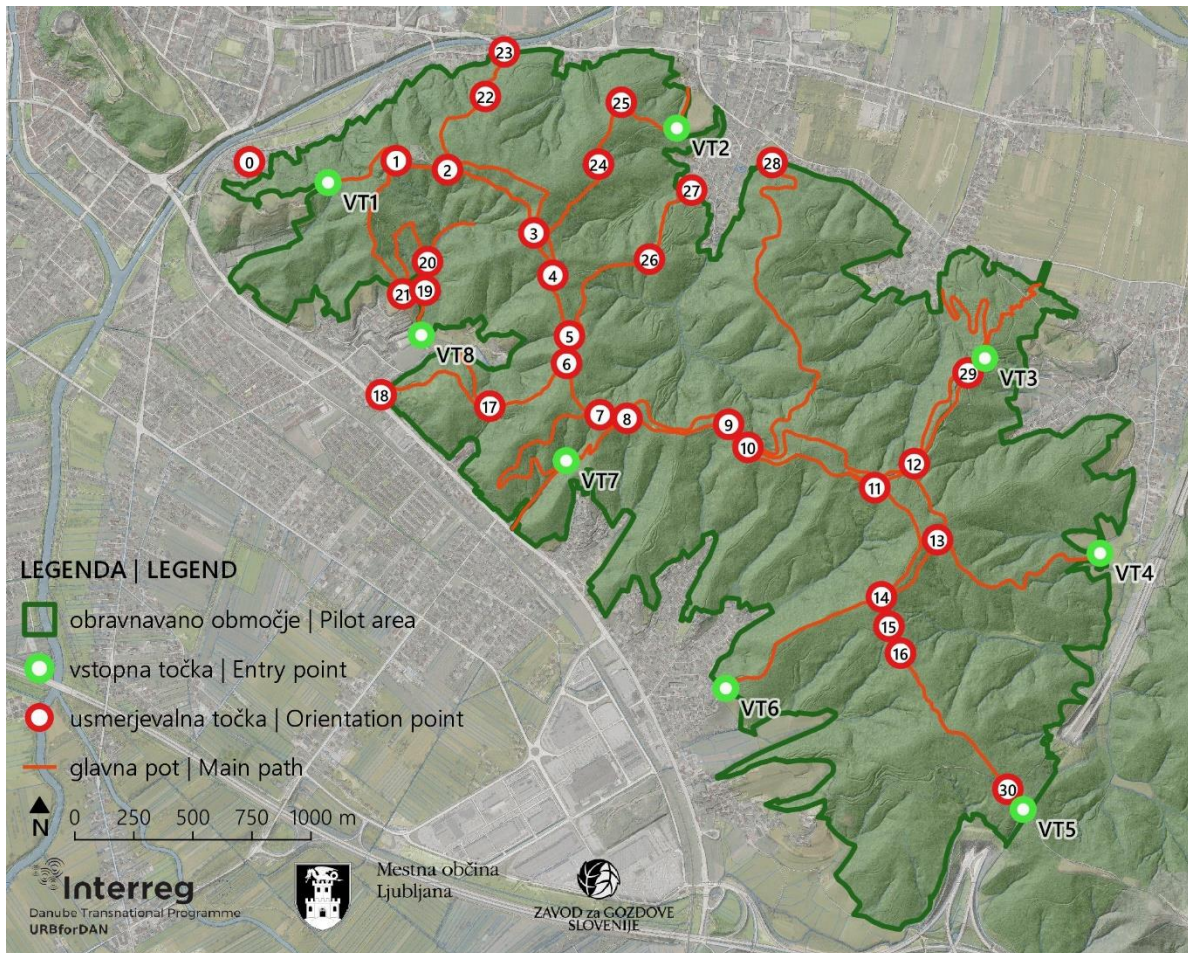 23
22
25
VT2
0
1
2
24
28
VT1
27
3
20
26
4
21
19
5
VT8
6
29
VT3
18
17
7
8
9
10
12
VT7
11
13
VT4
LEGENDA | LEGEND
obravnavano območje | Pilot area
vstopna točka | Entry point
usmerjevalna točka | Orientation point
glavna pot | Main path
14
15
16
VT6
30
VT5
N
0 250 500 750 1000 m
Interreg
Danube Transnational Programme
URBforDAN
Mestna občina
Ljubljana
ZAVOD za GOZDOVE
SLOVENIJE